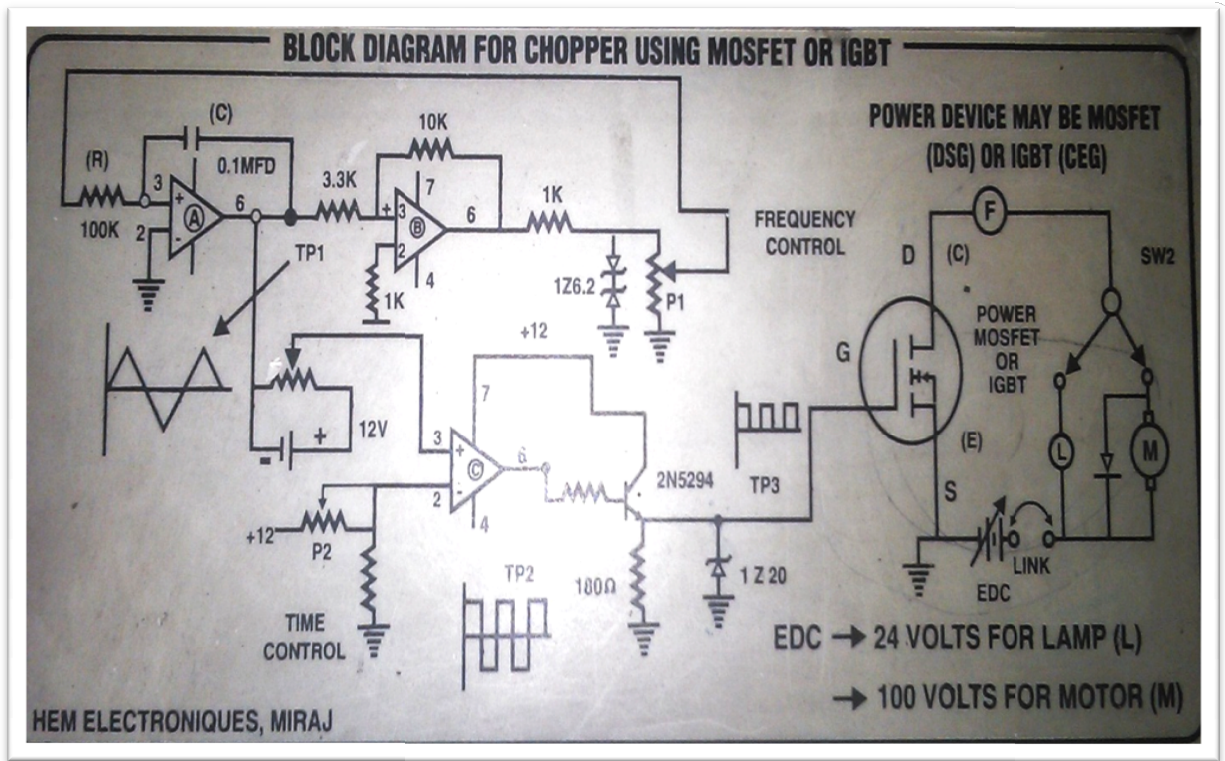 BLOCK DIAGRAM FOR CHOPPER USING MOSFET OR IGBT
POWER DEVICE MAY BE MOSFET
(DSG) OR IGBT (CEG)
(C)
(R)
0.1MFD
100K
3
+
2
-
A
6
TP1
3.3K
10K
+
3
2
7
B
4
6
1K
1K
1Z6.2
P1
FREQUENCY
CONTROL
F
D
(C)
SW2
G
POWER
MOSFET
OR
IGBT
(E)
S
L
M
+12
7
12V
+
-
3
+
C
2
-
4
6
2N5294
TP3
+12
P2
TIME
CONTROL
TP2
180Ω
1 Z 20
LINK
EDC
EDC → 24 VOLTS FOR LAMP (L)
→ 100 VOLTS FOR MOTOR (M)
HEM ELECTRONIQUES, MIRAJ